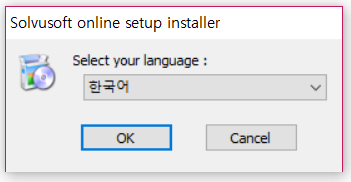 Solvusoft online setup installer
Select your language :
한국어
OK
Cancel